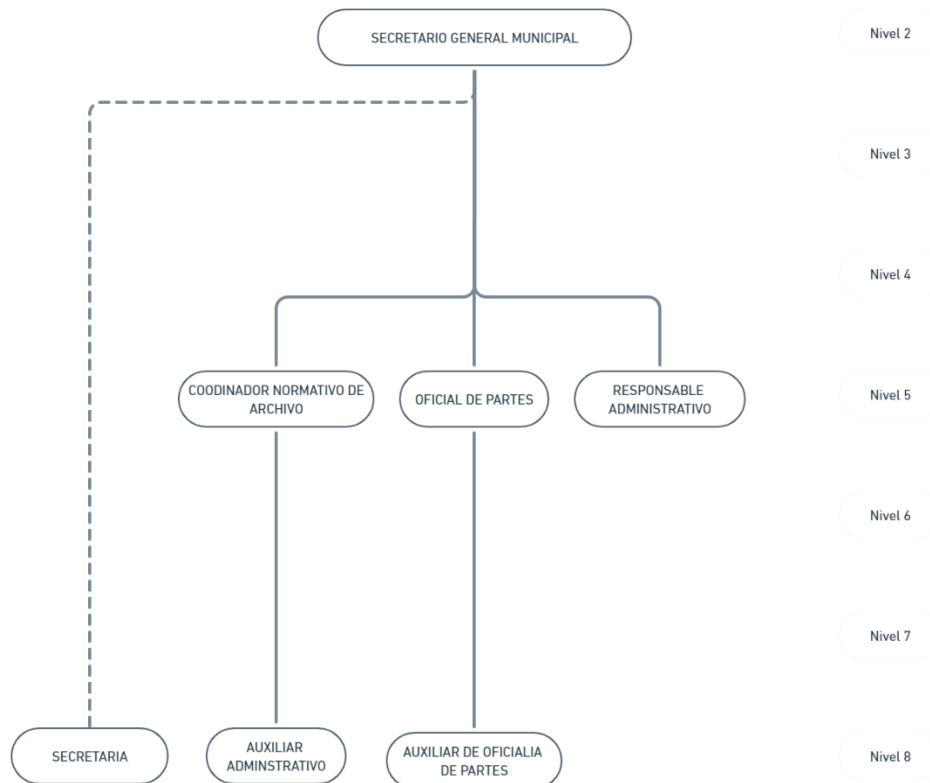 SECRETARIO GENERAL MUNICIPAL
Nivel 2
Nivel 3
Nivel 4
COODINADOR NORMATIVO DE
ARCHIVO
OFICIAL DE PARTES
RESPONSABLE
ADMINISTRATIVO
Nivel 5
Nivel 6
Nivel 7
SECRETARIA
AUXILIAR
ADMINSTRATIVO
AUXILIAR DE OFICIALIA
DE PARTES
Nivel 8